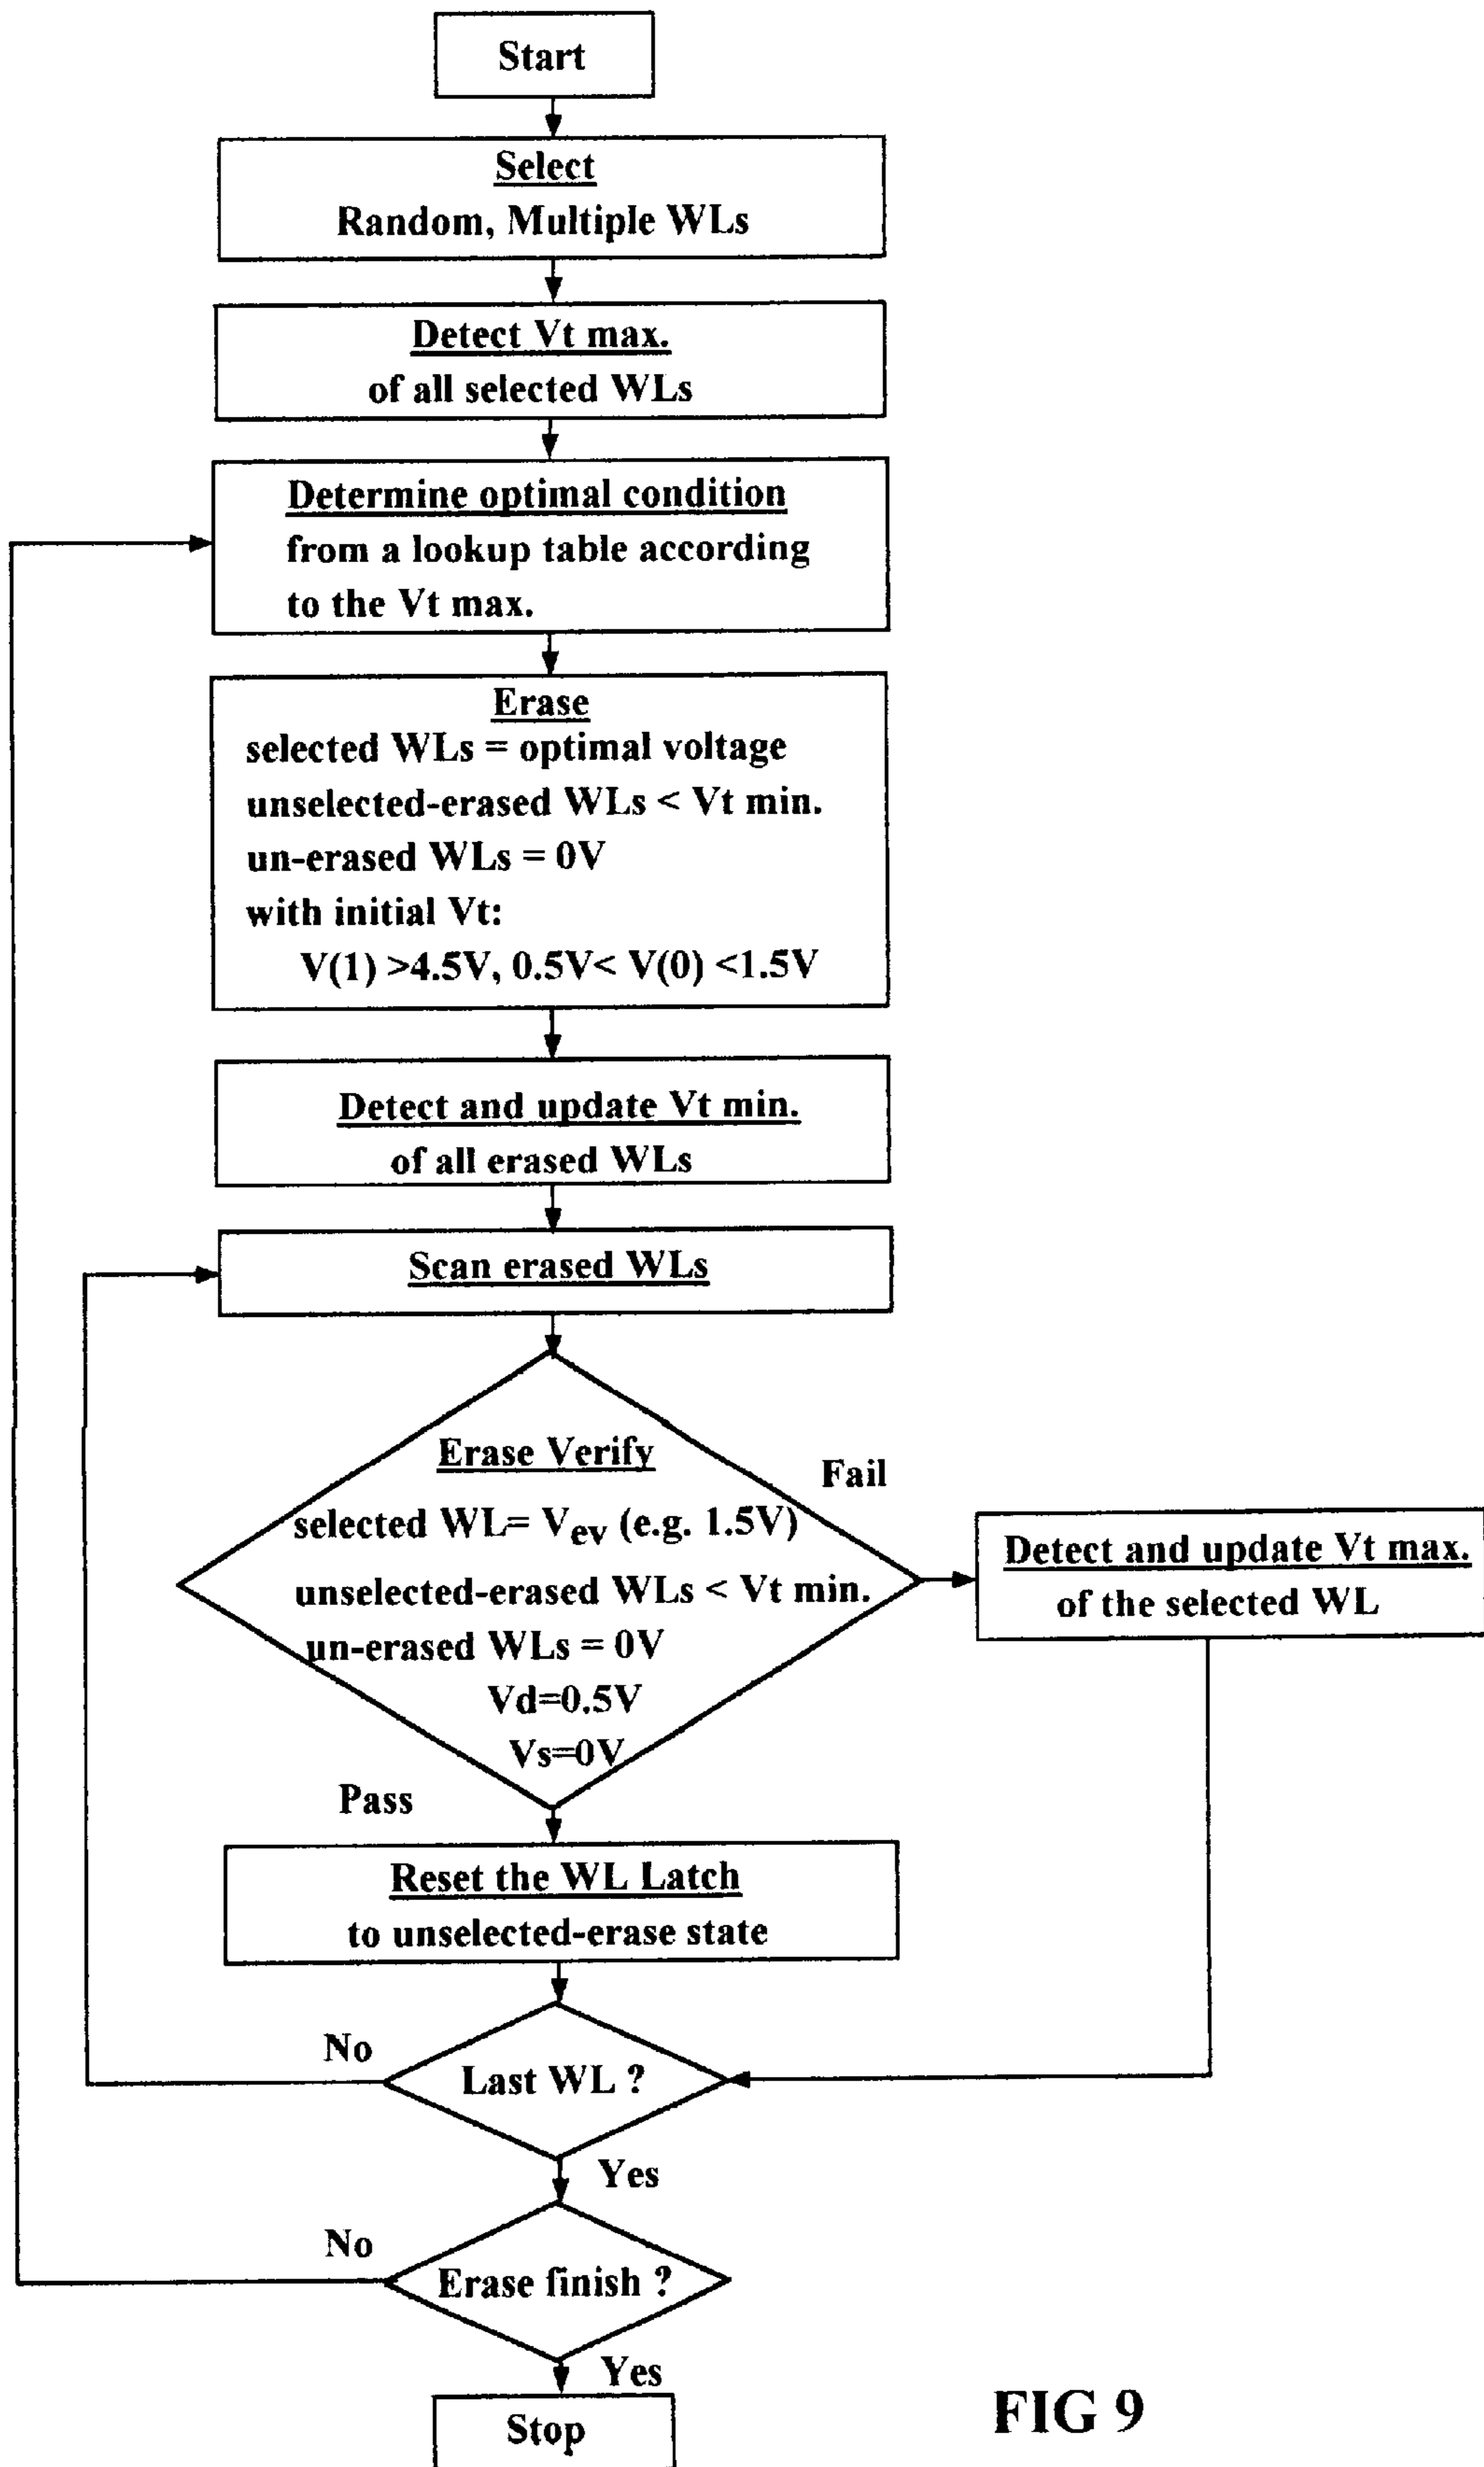 Start
Select
Random, Multiple WLs
Detect Vt max.
of all selected WLs
Determine optimal condition
from a lookup table according
to the Vt max.
Erase
selected WLs = optimal voltage
unselected-erased WLs < Vt min.
un-erased WLs = 0V
with initial Vt:
V(1) >4.5V, 0.5V< V(0) <1.5V
Detect and update Vt min.
of all erased WLs
Scan erased WLs
Erase Verify
selected WL= Vev (e.g. 1.5V)
unselected-erased WLs < Vt min.
un-erased WLs = 0V
Vd=0.5V
Vs=0V
Fail
Detect and update Vt max.
of the selected WL
Pass
Reset the WL Latch
to unselected-erase state
No
Last WL ?
Yes
No
Erase finish ?
Yes
Stop
FIG 9